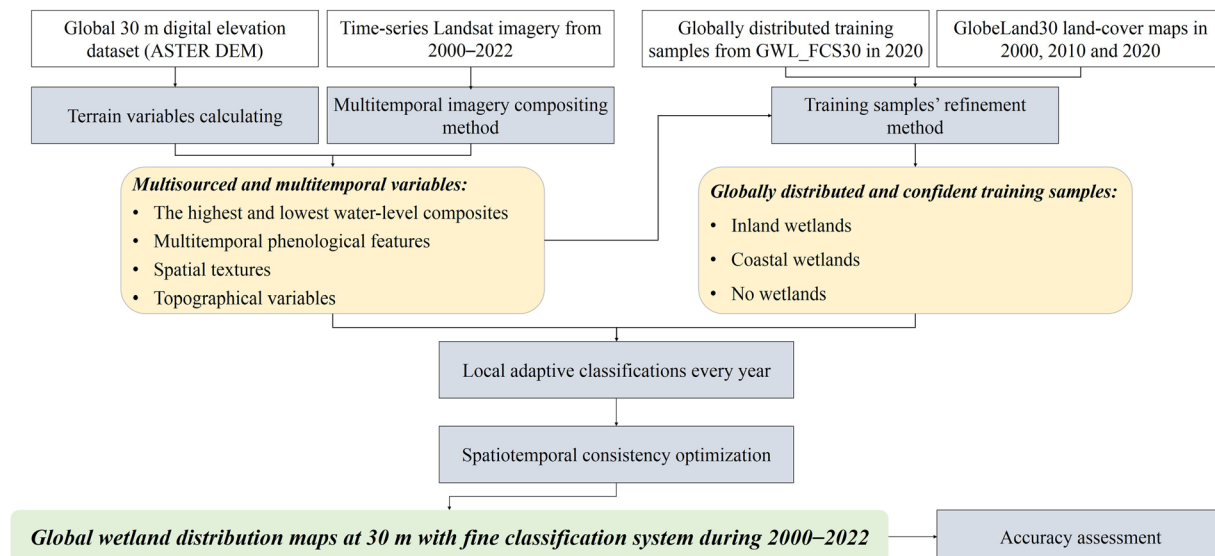 Global 30 m digital elevation
dataset (ASTER DEM)
Time-series Landsat imagery from
2000–2022
Globally distributed training
samples from GWL_FCS30 in 2020
GlobeLand30 land-cover maps in
2000, 2010 and 2020
Terrain variables calculating
Multitemporal imagery compositing
method
Training samples' refinement
method
Multisourced and multitemporal variables:
• The highest and lowest water-level composites
• Multitemporal phenological features
• Spatial textures
• Topographical variables
Globally distributed and confident training samples:
• Inland wetlands
• Coastal wetlands
• No wetlands
Local adaptive classifications every year
Spatiotemporal consistency optimization
Global wetland distribution maps at 30 m with fine classification system during 2000–2022
Accuracy assessment